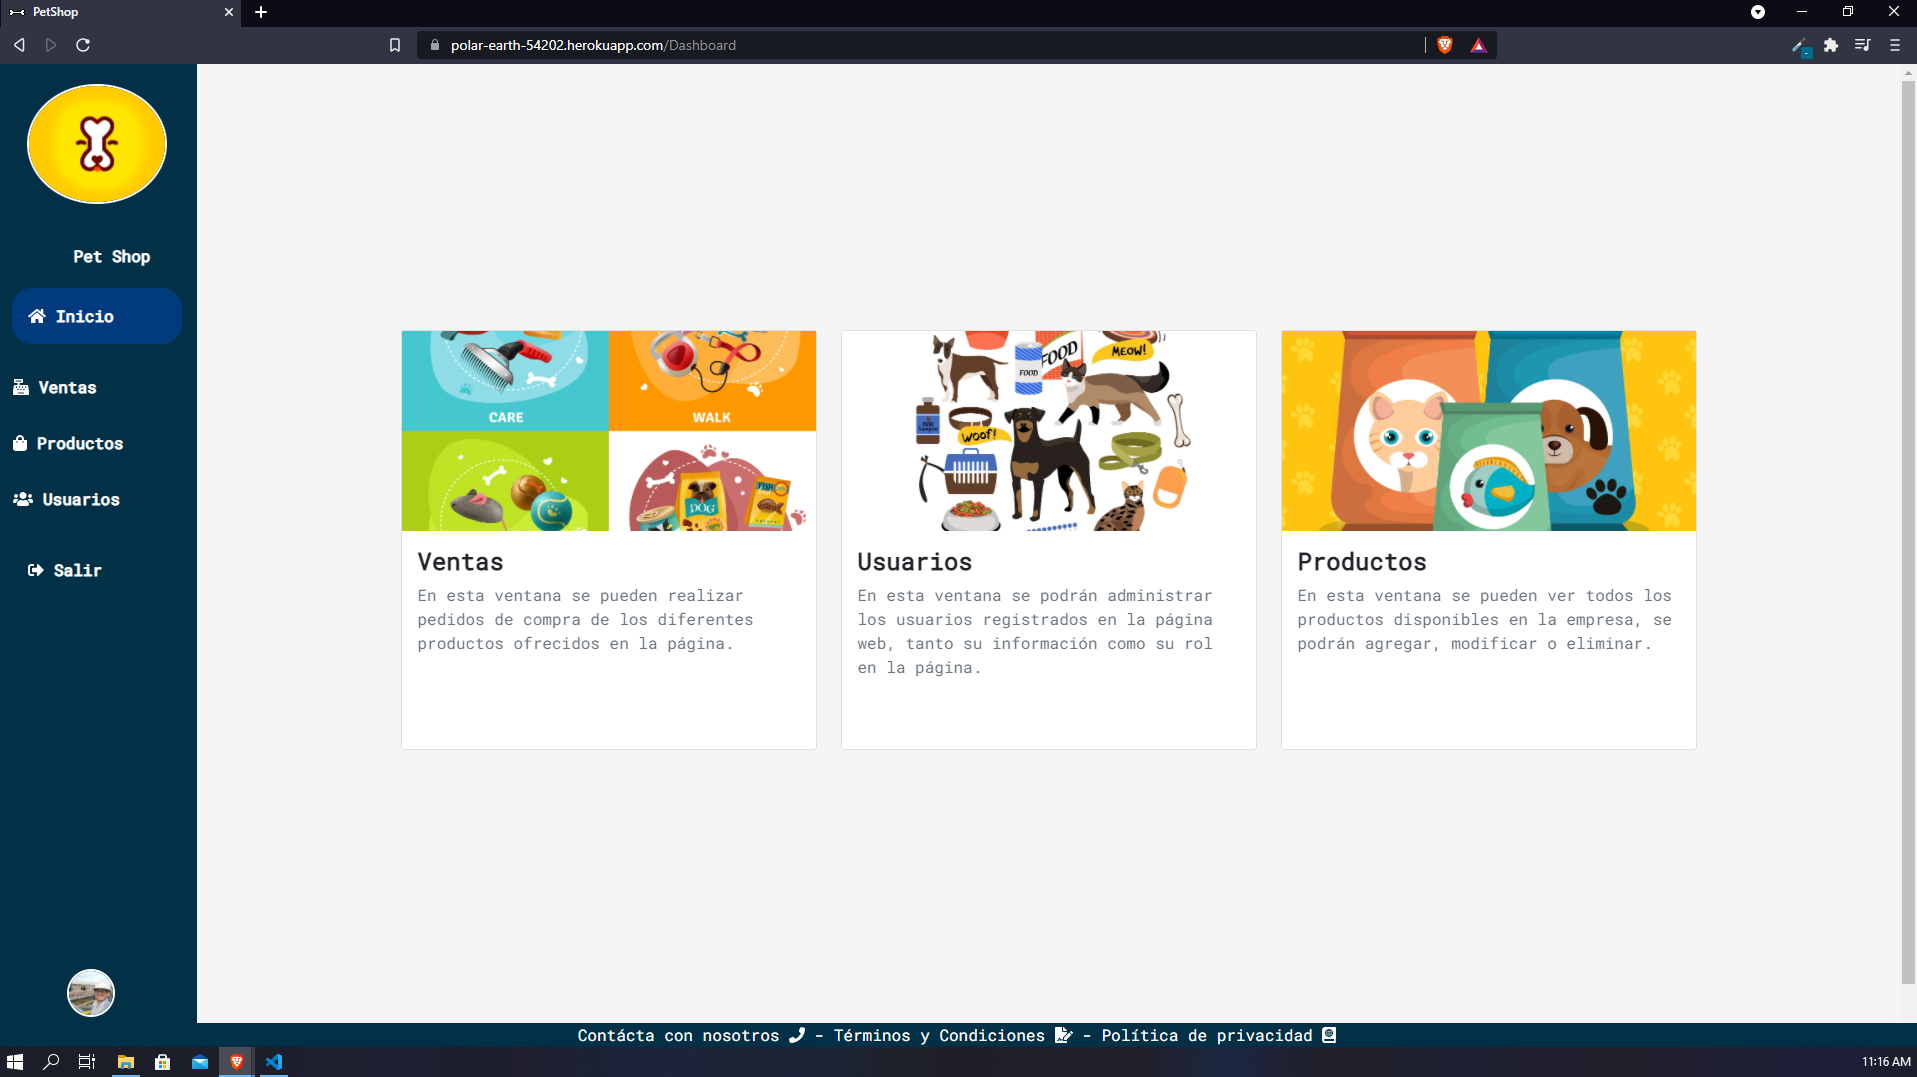 PetShop
polar-earth-54202.herokuapp.com/Dashboard
Pet Shop
Inicio
Ventas
Productos
Usuarios
Salir
CARE
WALK
DOG
FISH
FOOD
FOOD
MEOW!
Woof!
Ventas
En esta ventana se pueden realizar
pedidos de compra de los diferentes
productos ofrecidos en la página.
Usuarios
En esta ventana se podrán administrar
los usuarios registrados en la página
web, tanto su información como su rol
en la página.
Productos
En esta ventana se pueden ver todos los
productos disponibles en la empresa, se
podrán agregar, modificar o eliminar.
Contácta con nosotros - Términos y Condiciones - Política de privacidad
11:16 AM